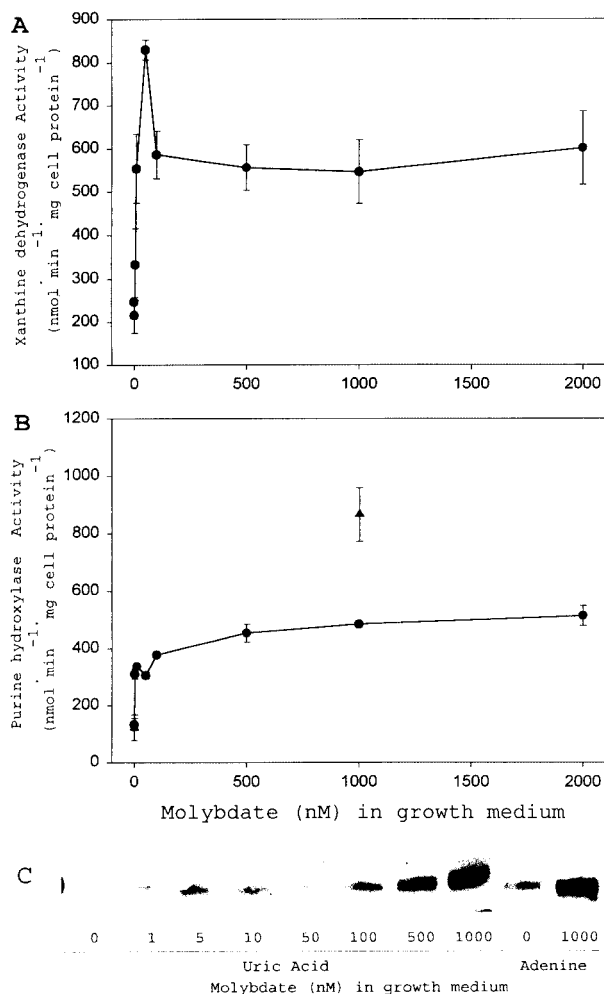 A
Xanthine dehydrogenase Activity
(nmol min⁻¹. mg cell protein⁻¹)
900
800
700
600
500
400
300
200
100
0
500
1000
1500
2000
B
Purine hydroxylase Activity
(nmol min⁻¹. mg cell protein⁻¹)
1200
1000
800
600
400
200
0
0
500
1000
1500
2000
Molybdate (nM) in growth medium
C
0 1 5 10 50 100 500 1000 0 1000
Uric Acid Adenine
Molybdate (nM) in growth medium